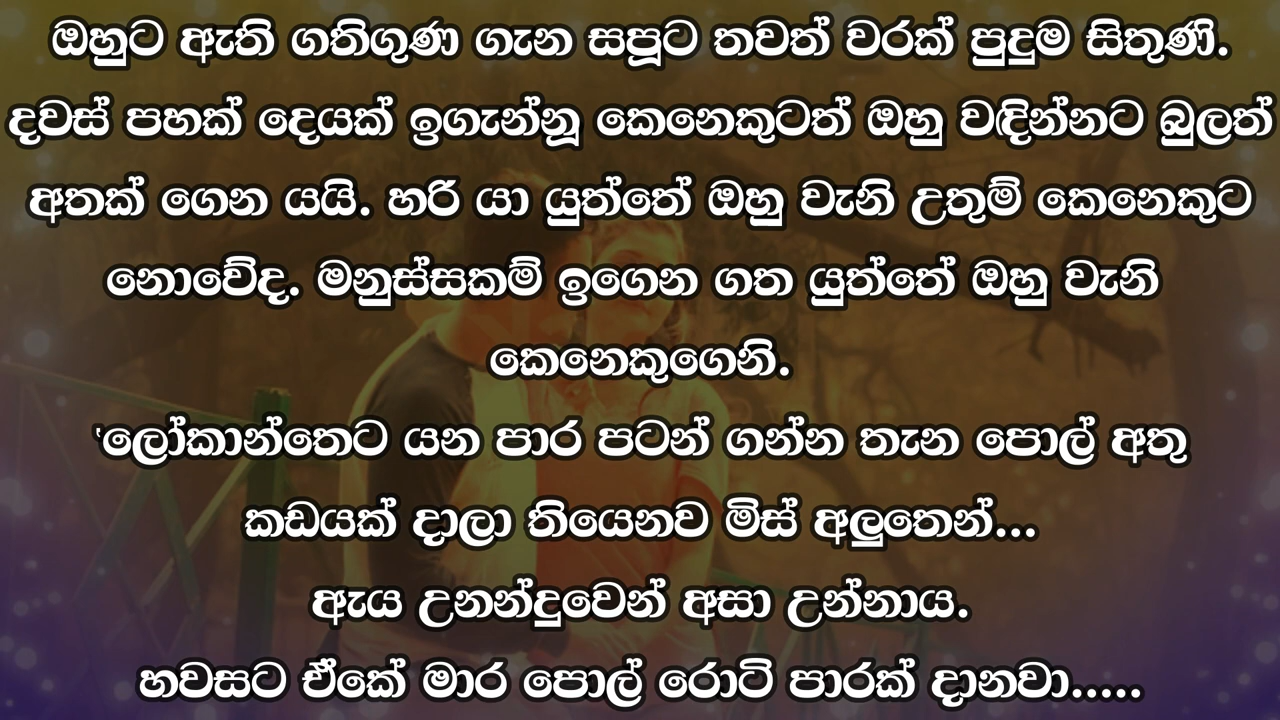 ඔහුට ඇති ගතිගුණ ගැන සපූට තවත් වරක් පුදුම සිතුණි.
දවස් පහක් දෙයක් ඉගැන්නූ කෙනෙකුටත් ඔහු වඳින්නට බුලත්
අතක් ගෙන යයි. හරි යා යුත්තේ ඔහු වැනි උතුම් කෙනෙකුට
නොවේද. මනුස්සකම් ඉගෙන ගත යුත්තේ ඔහු වැනි
කෙනෙකුගෙනි.
‛ලෝකාන්තෙට යන පාර පටන් ගන්න තැන පොල් අතු
කඩයක් දාලා තියෙනව මිස් අලුතෙන්...
ඇය උනන්දුවෙන් අසා උන්නාය.
හවසට ඒකේ මාර පොල් රොටි පාරක් දානවා.....